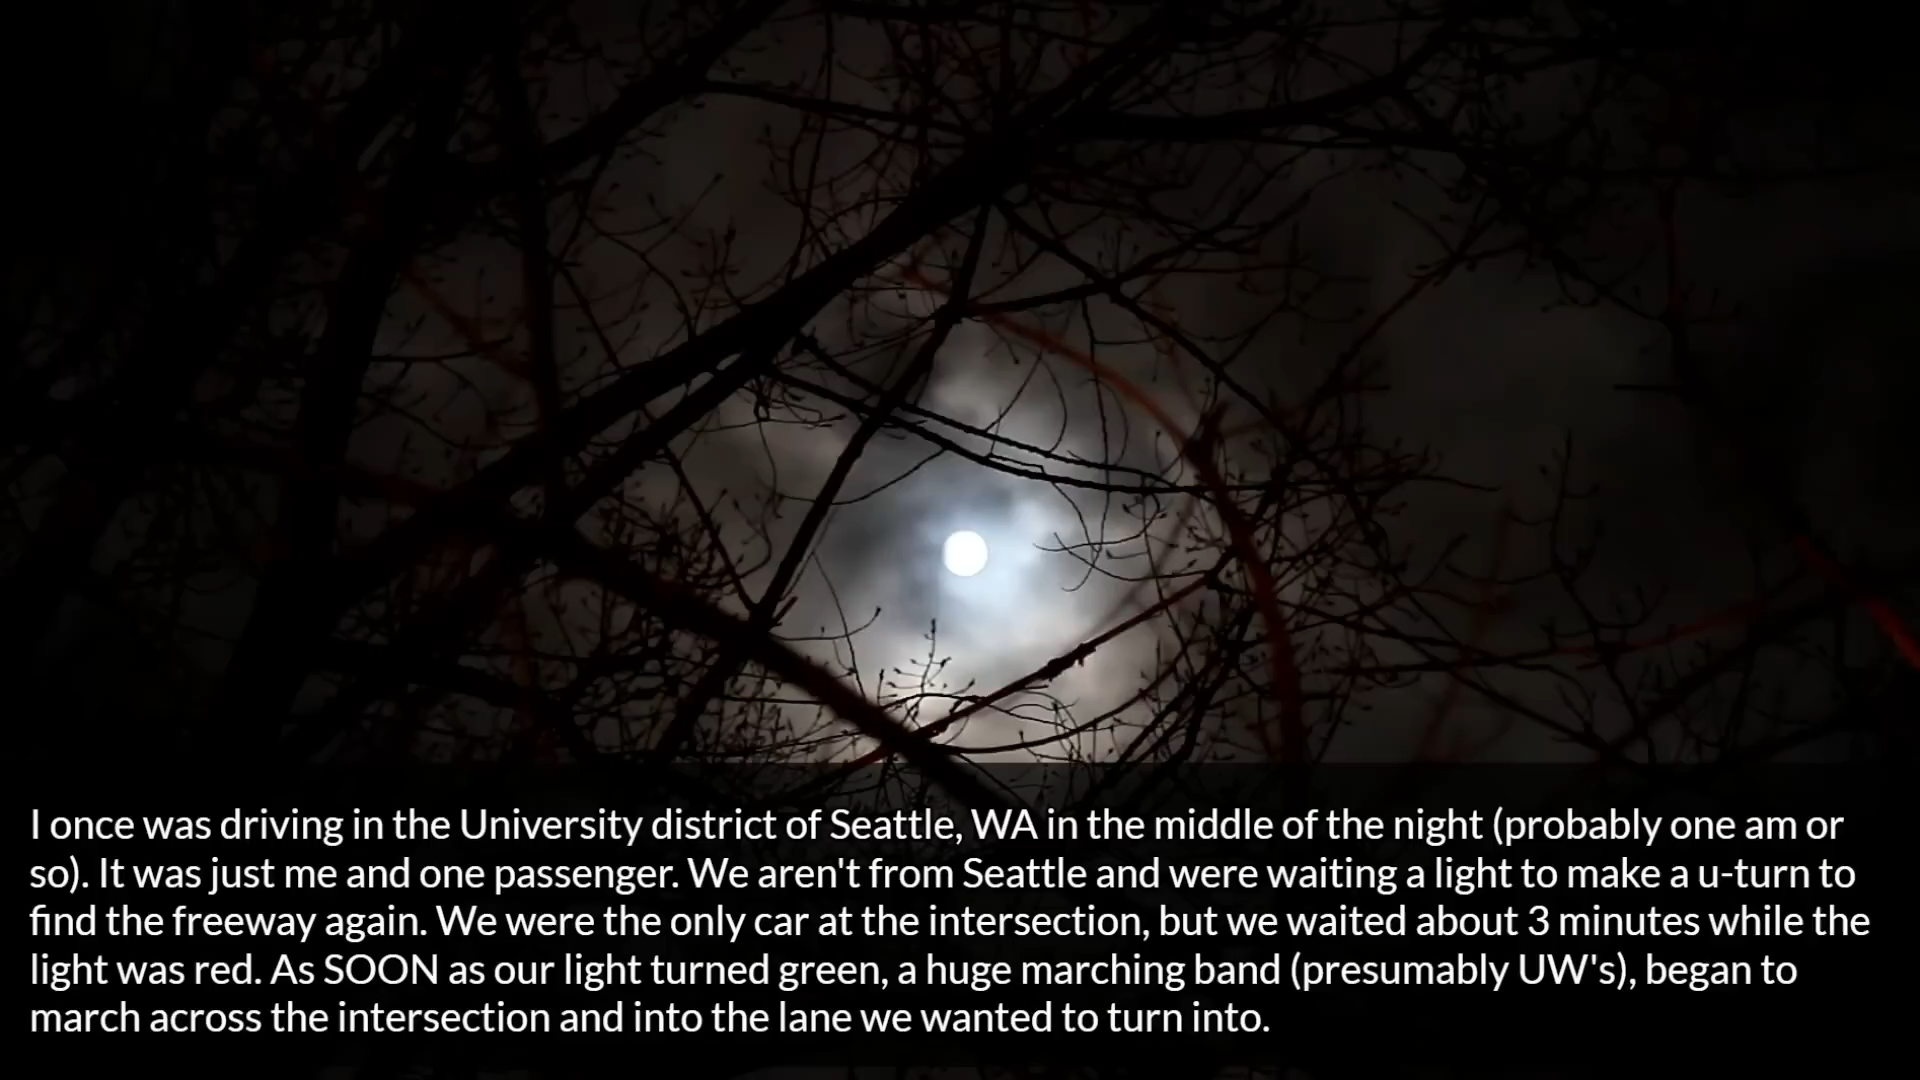 I once was driving in the University district of Seattle, WA in the middle of the night (probably one am or
so). It was just me and one passenger. We aren't from Seattle and were waiting a light to make a u-turn to
find the freeway again. We were the only car at the intersection, but we waited about 3 minutes while the
light was red. As SOON as our light turned green, a huge marching band (presumably UW's), began to
march across the intersection and into the lane we wanted to turn into.